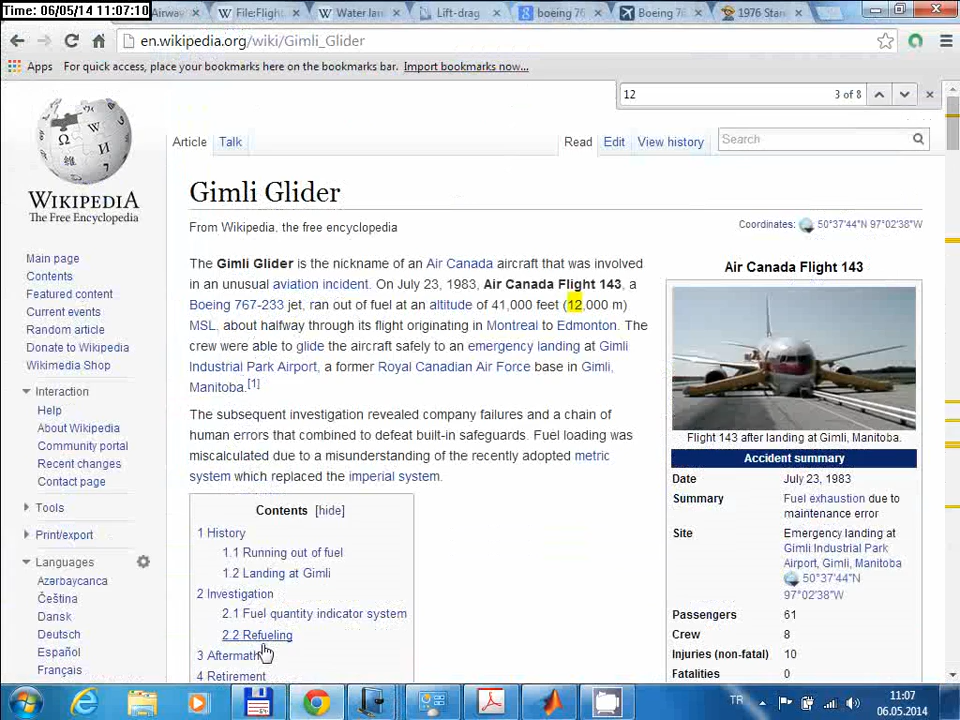 Time: 06/05/14 11:07:10
Airway
File:Flight
Water lan
Lift-drag
boeing 76
Boeing 76
1976 Stan
en.wikipedia.org/wiki/Gimli_Glider
Apps For quick access, place your bookmarks here on the bookmarks bar. Import bookmarks now...
12 3 of 8
Article Talk Read Edit View history Search
WIKIPEDIA
The Free Encyclopedia
Main page
Contents
Featured content
Current events
Random article
Donate to Wikipedia
Wikimedia Shop
Interaction
Help
About Wikipedia
Community portal
Recent changes
Contact page
Tools
Print/export
Languages
Azərbaycanca
Čeština
Dansk
Deutsch
Español
Français
Gimli Glider
From Wikipedia, the free encyclopedia
Coordinates: 50°37'44"N 97°02'38"W
The Gimli Glider is the nickname of an Air Canada aircraft that was involved
in an unusual aviation incident. On July 23, 1983, Air Canada Flight 143, a
Boeing 767-233 jet, ran out of fuel at an altitude of 41,000 feet (12,000 m)
MSL, about halfway through its flight originating in Montreal to Edmonton. The
crew were able to glide the aircraft safely to an emergency landing at Gimli
Industrial Park Airport, a former Royal Canadian Air Force base in Gimli,
Manitoba.[1]
The subsequent investigation revealed company failures and a chain of
human errors that combined to defeat built-in safeguards. Fuel loading was
miscalculated due to a misunderstanding of the recently adopted metric
system which replaced the imperial system.
Contents [hide]
1 History
1.1 Running out of fuel
1.2 Landing at Gimli
2 Investigation
2.1 Fuel quantity indicator system
2.2 Refueling
3 Aftermath
4 Retirement
Air Canada Flight 143
Flight 143 after landing at Gimli, Manitoba.
Accident summary
Date July 23, 1983
Summary Fuel exhaustion due to
maintenance error
Site Emergency landing at
Gimli Industrial Park
Airport, Gimli, Manitoba
50°37'44"N
97°02'38"W
Passengers 61
Crew 8
Injuries (non-fatal) 10
Fatalities 0
TR
11:07
06.05.2014